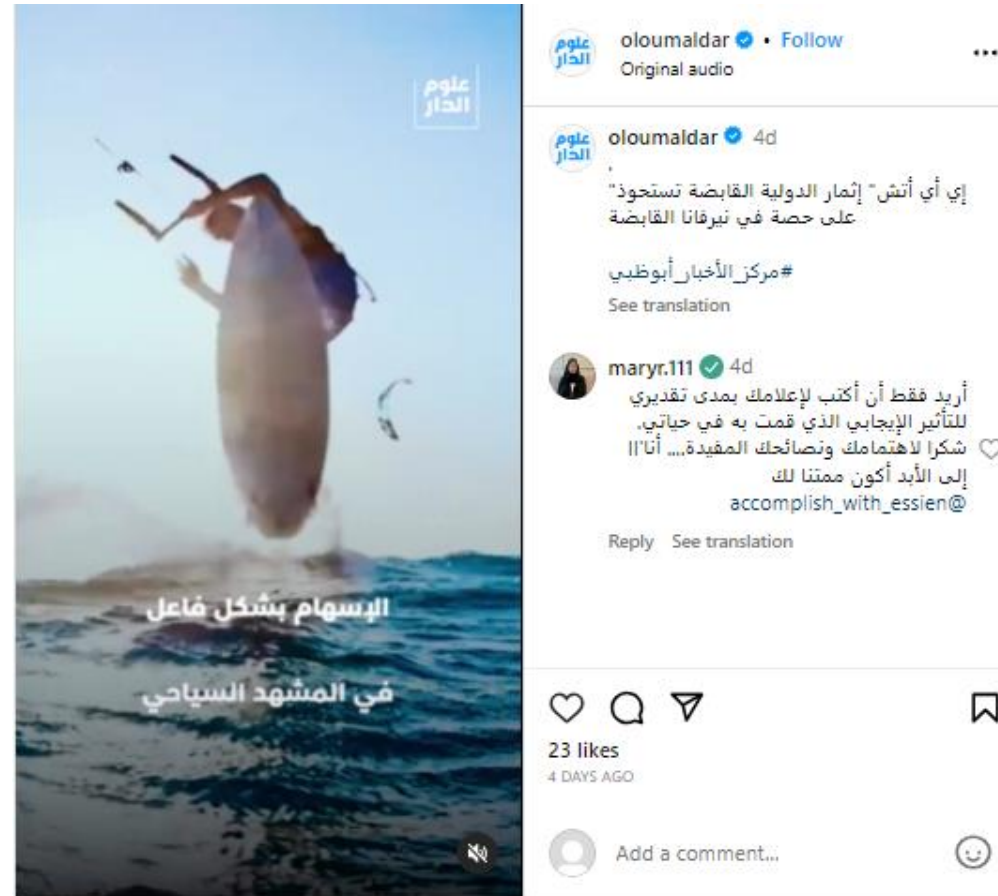 علوم
الدار
الإسهام بشكل فاعل
في المشهد السياحي
علوم
الدار
oloumaldar • Follow
Original audio
...
علوم
الدار
oloumaldar 4d
.
إي أي أتش" إثمار الدولية القابضة تستحوذ"
على حصة في نيرفانا القابضة
#مركز_الأخبار_أبوظبي
See translation
maryr.111 4d
أريد فقط أن أكتب لإعلامك بمدى تقديري
للتأثير الإيجابي الذي قمت به في حياتي.
شكرا لاهتمامك ونصائحك المفيدة.... أنا'اا
إلى الأبد أكون ممتنا لك
@accomplish_with_essien
Reply See translation
23 likes
4 DAYS AGO
Add a comment...